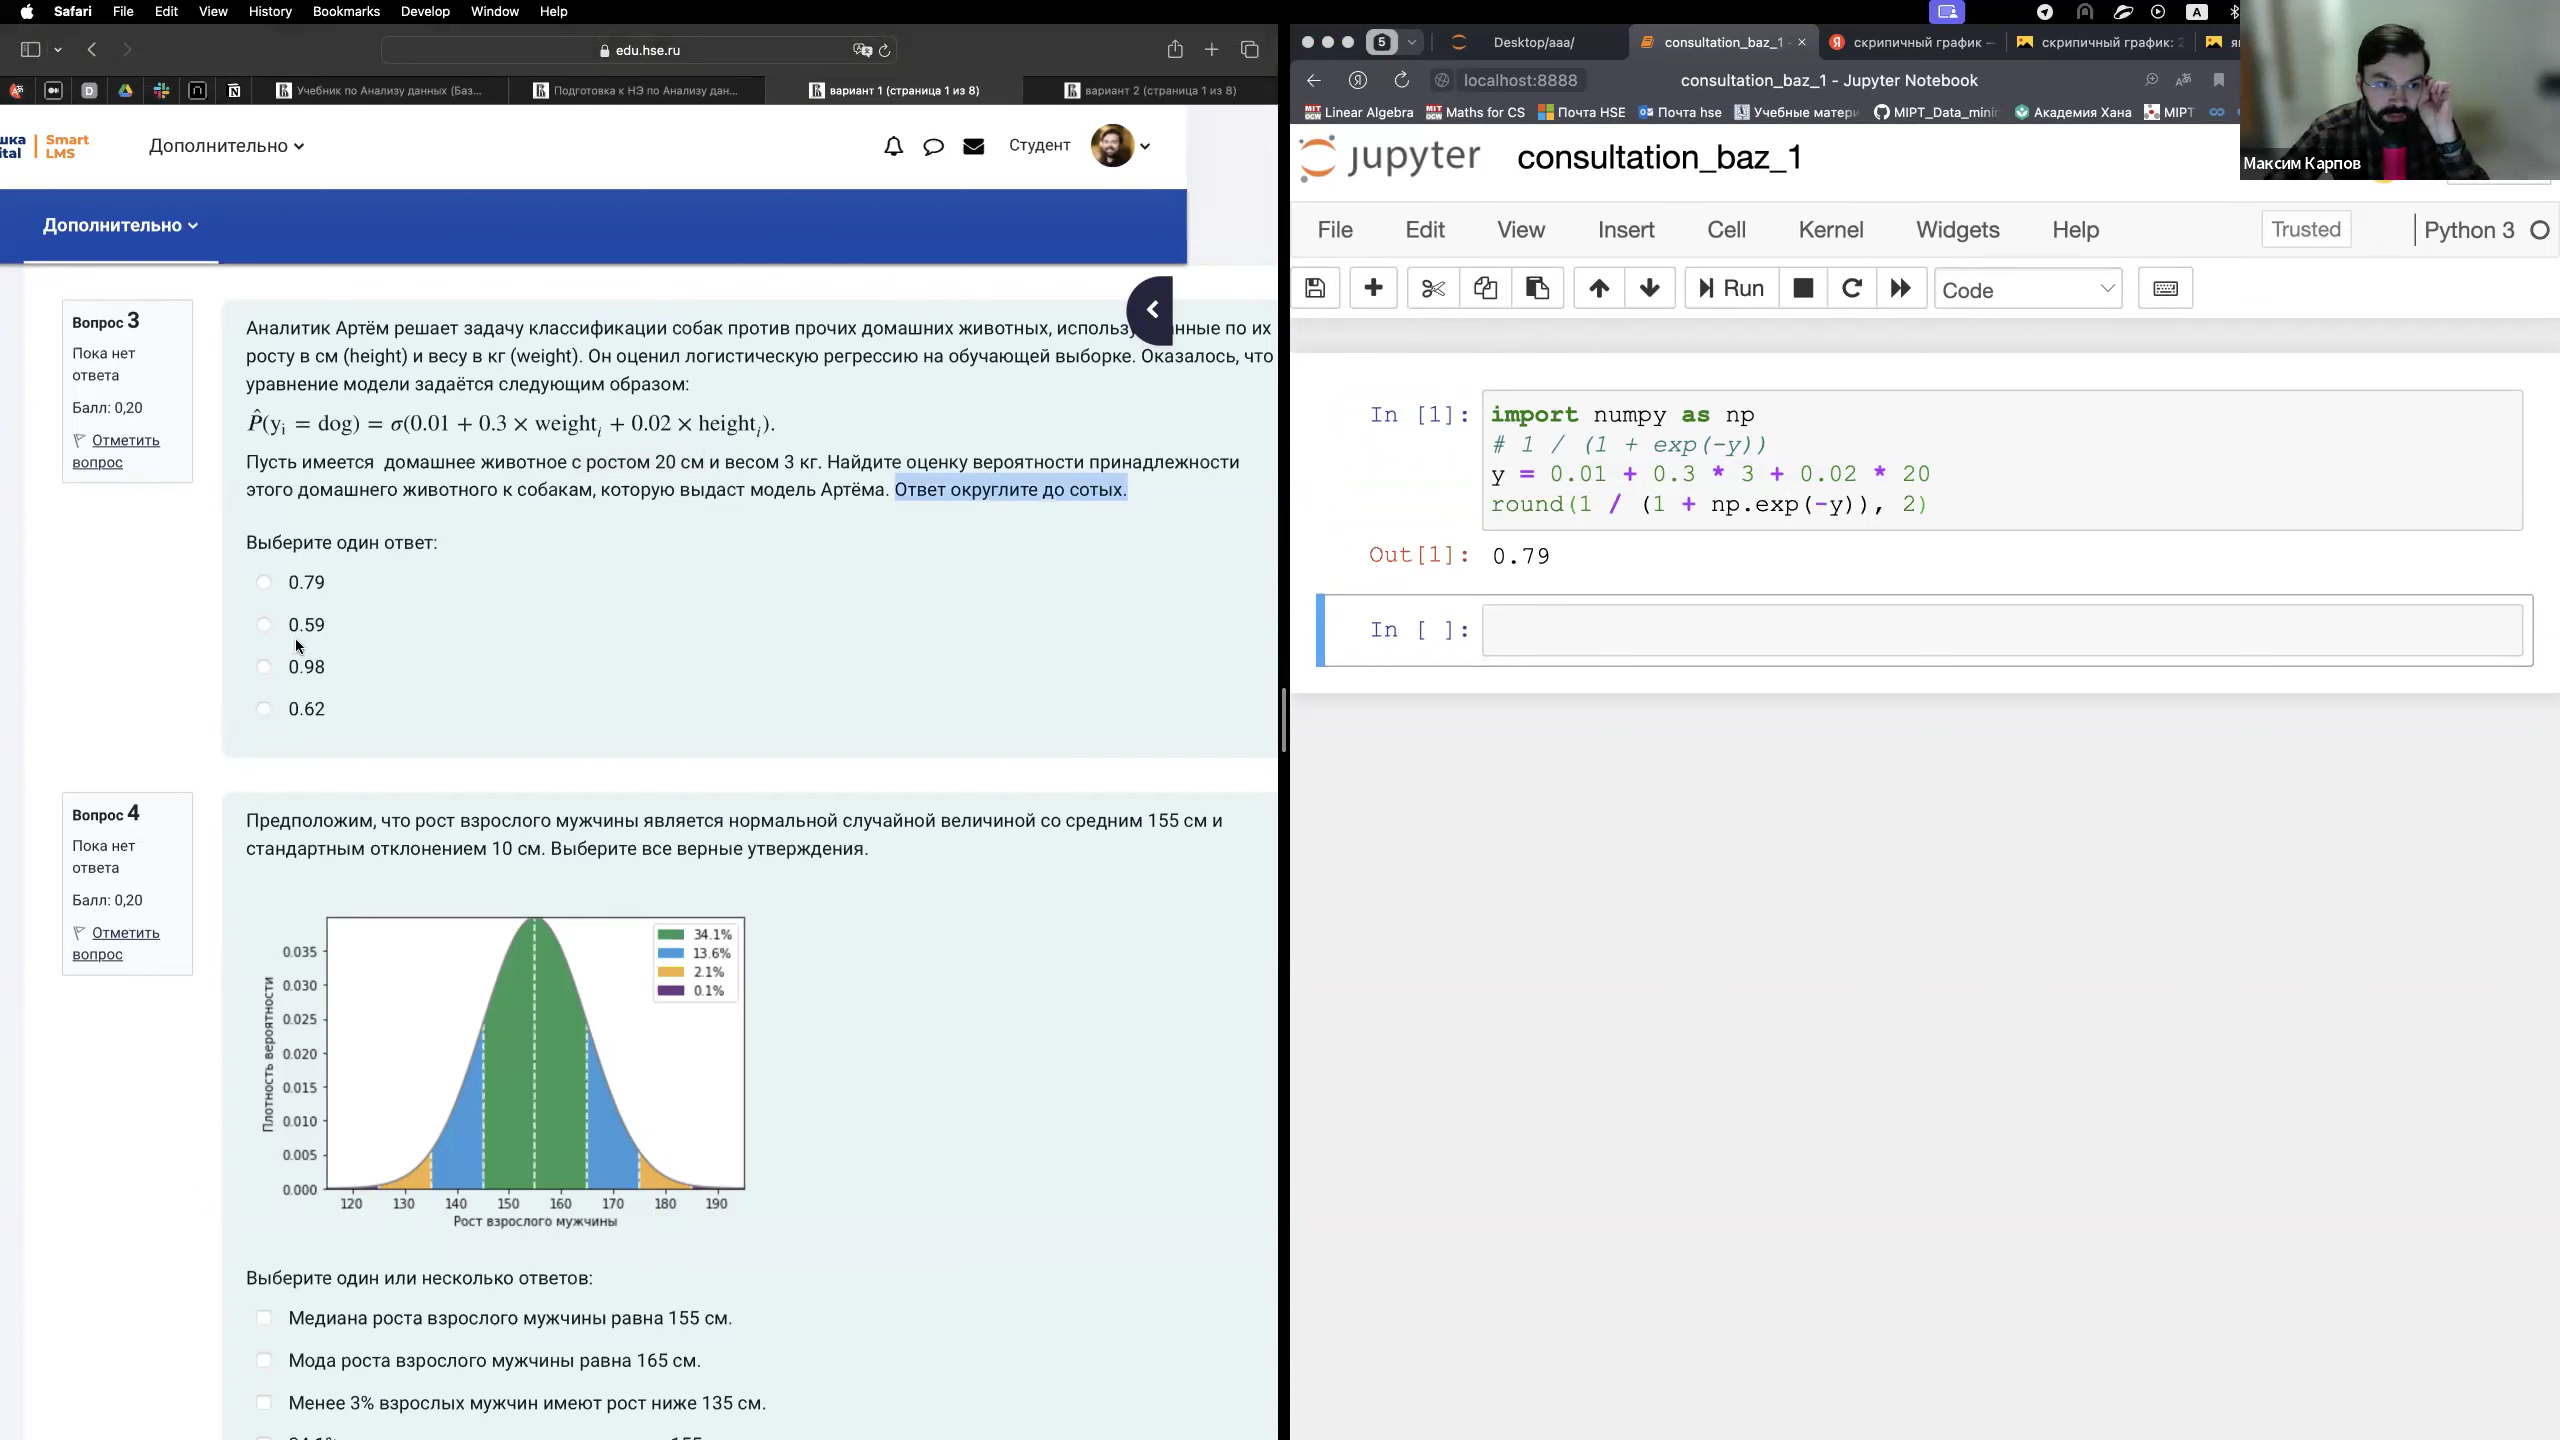 Safari File Edit View History Bookmarks Develop Window Help
A
edu.hse.ru
Учебник по Анализу данных (Баз...
Подготовка к НЭ по Анализу дан...
вариант 1 (страница 1 из 8)
вариант 2 (страница 1 из 8)
шка
ital
Smart
LMS
Дополнительно
Студент
Дополнительно
Вопрос 3
Пока нет
ответа
Балл: 0,20
Отметить
вопрос
Аналитик Артём решает задачу классификации собак против прочих домашних животных, использу нные по их
росту в см (height) и весу в кг (weight). Он оценил логистическую регрессию на обучающей выборке. Оказалось, что
уравнение модели задаётся следующим образом:
P̂(yᵢ = dog) = σ(0.01 + 0.3 × weightᵢ + 0.02 × heightᵢ).
Пусть имеется домашнее животное с ростом 20 см и весом 3 кг. Найдите оценку вероятности принадлежности
этого домашнего животного к собакам, которую выдаст модель Артёма. Ответ округлите до сотых.
Выберите один ответ:
0.79
0.59
0.98
0.62
Вопрос 4
Пока нет
ответа
Балл: 0,20
Отметить
вопрос
Предположим, что рост взрослого мужчины является нормальной случайной величиной со средним 155 см и
стандартным отклонением 10 см. Выберите все верные утверждения.
34.1%
13.6%
2.1%
0.1%
Плотность вероятности
0.035
0.030
0.025
0.020
0.015
0.010
0.005
0.000
120 130 140 150 160 170 180 190
Рост взрослого мужчины
Выберите один или несколько ответов:
Медиана роста взрослого мужчины равна 155 см.
Мода роста взрослого мужчины равна 165 см.
Менее 3% взрослых мужчин имеют рост ниже 135 см.
5
Desktop/aaa/
consultation_baz_1
скрипичный график
скрипичный график: 2
localhost:8888
consultation_baz_1 - Jupyter Notebook
Linear Algebra
Maths for CS
Почта HSE
Почта hse
Учебные матер
MIPT_Data_mini
Академия Хана
MIPT
Максим Карпов
jupyter consultation_baz_1
File Edit View Insert Cell Kernel Widgets Help
Trusted
Python 3
Run
Code
In [1]:
import numpy as np
# 1 / (1 + exp(-y))
y = 0.01 + 0.3 * 3 + 0.02 * 20
round(1 / (1 + np.exp(-y)), 2)
Out[1]: 0.79
In [ ]: